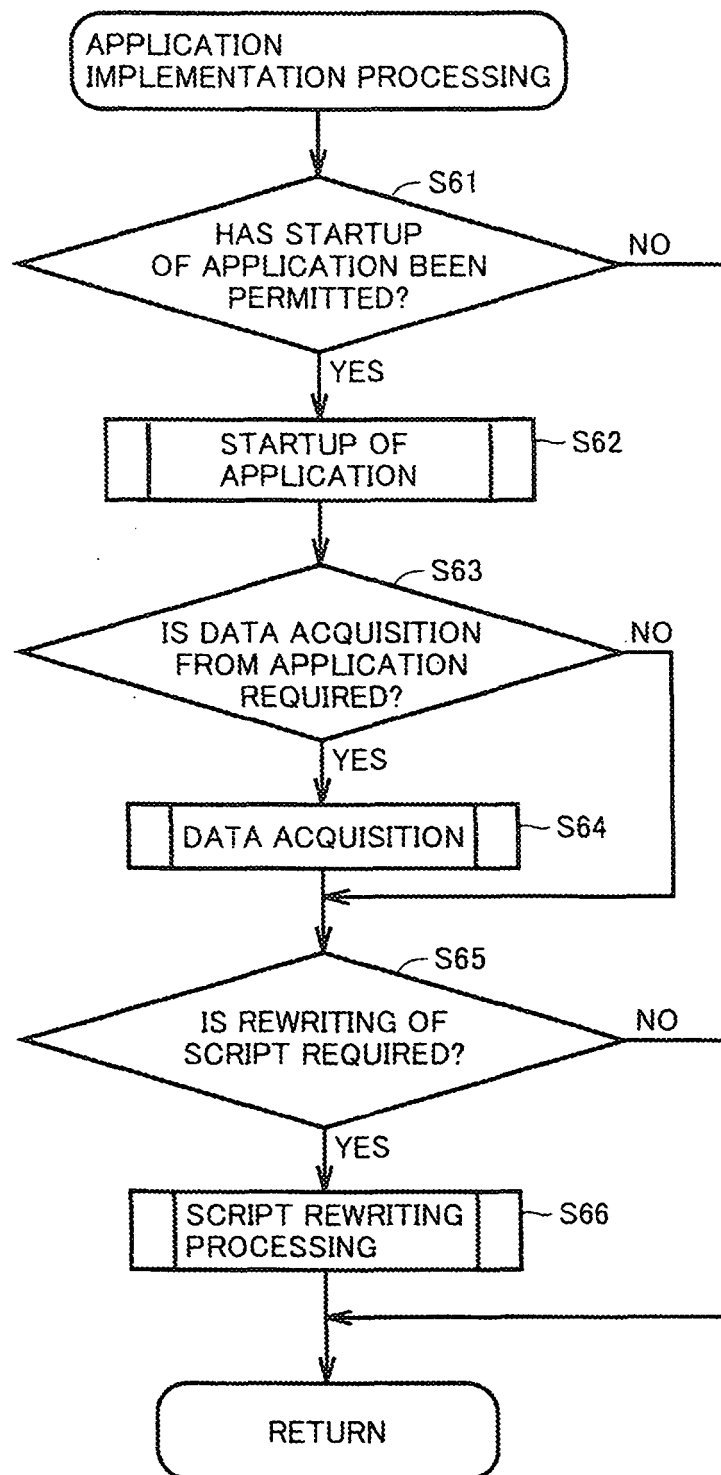 APPLICATION
IMPLEMENTATION PROCESSING
S61
HAS STARTUP
OF APPLICATION BEEN
PERMITTED?
NO
YES
STARTUP OF
APPLICATION
S62
S63
IS DATA ACQUISITION
FROM APPLICATION
REQUIRED?
NO
YES
DATA ACQUISITION
S64
S65
IS REWRITING OF
SCRIPT REQUIRED?
NO
YES
SCRIPT REWRITING
PROCESSING
S66
RETURN